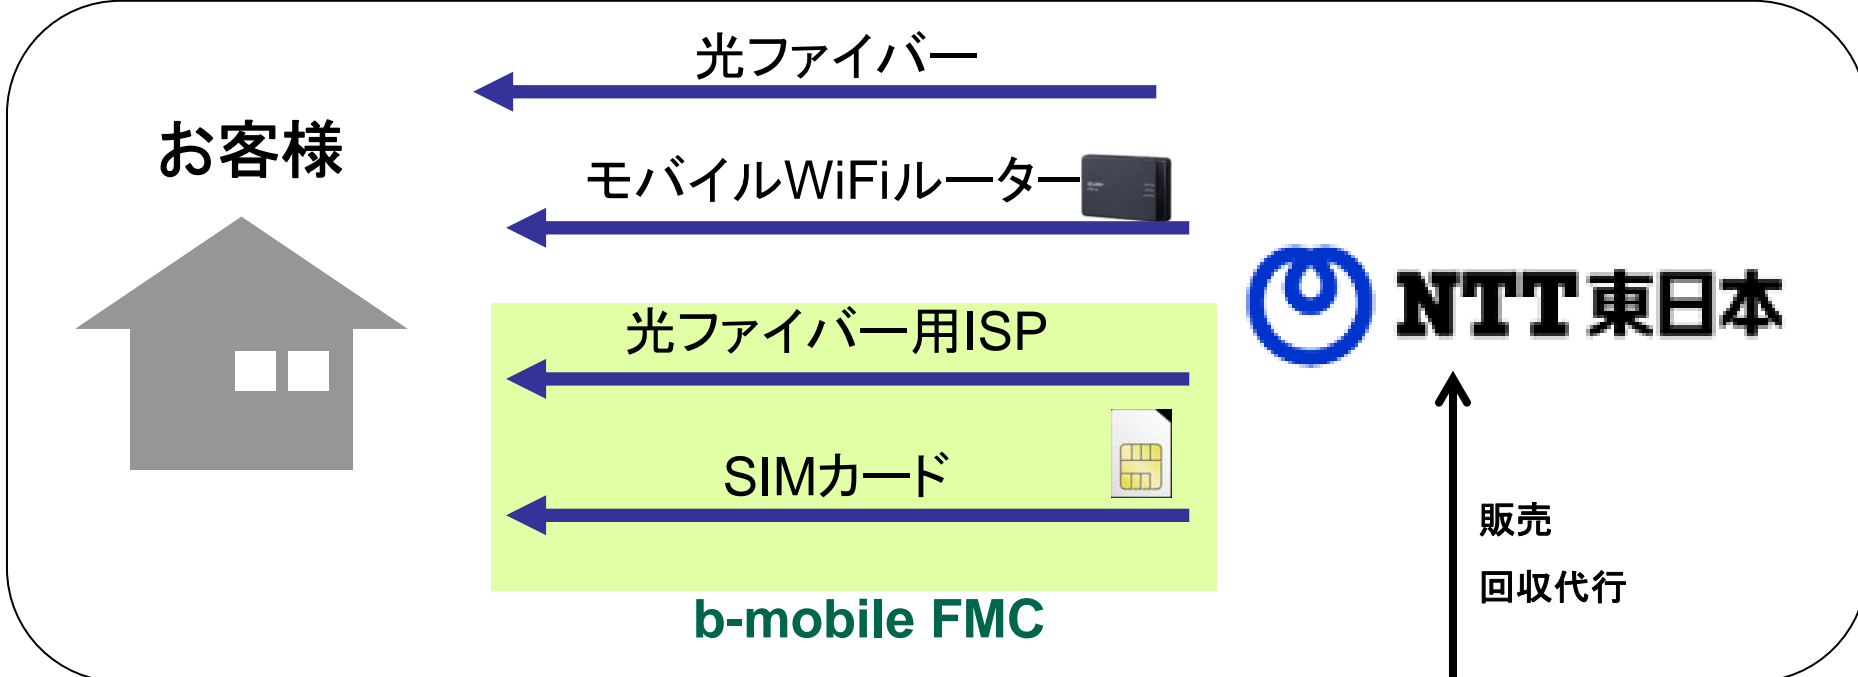 光ファイバー
お客様
モバイルWiFiルーター
NTT東日本
光ファイバー用ISP
SIMカード
販売
回収代行
b-mobile FMC